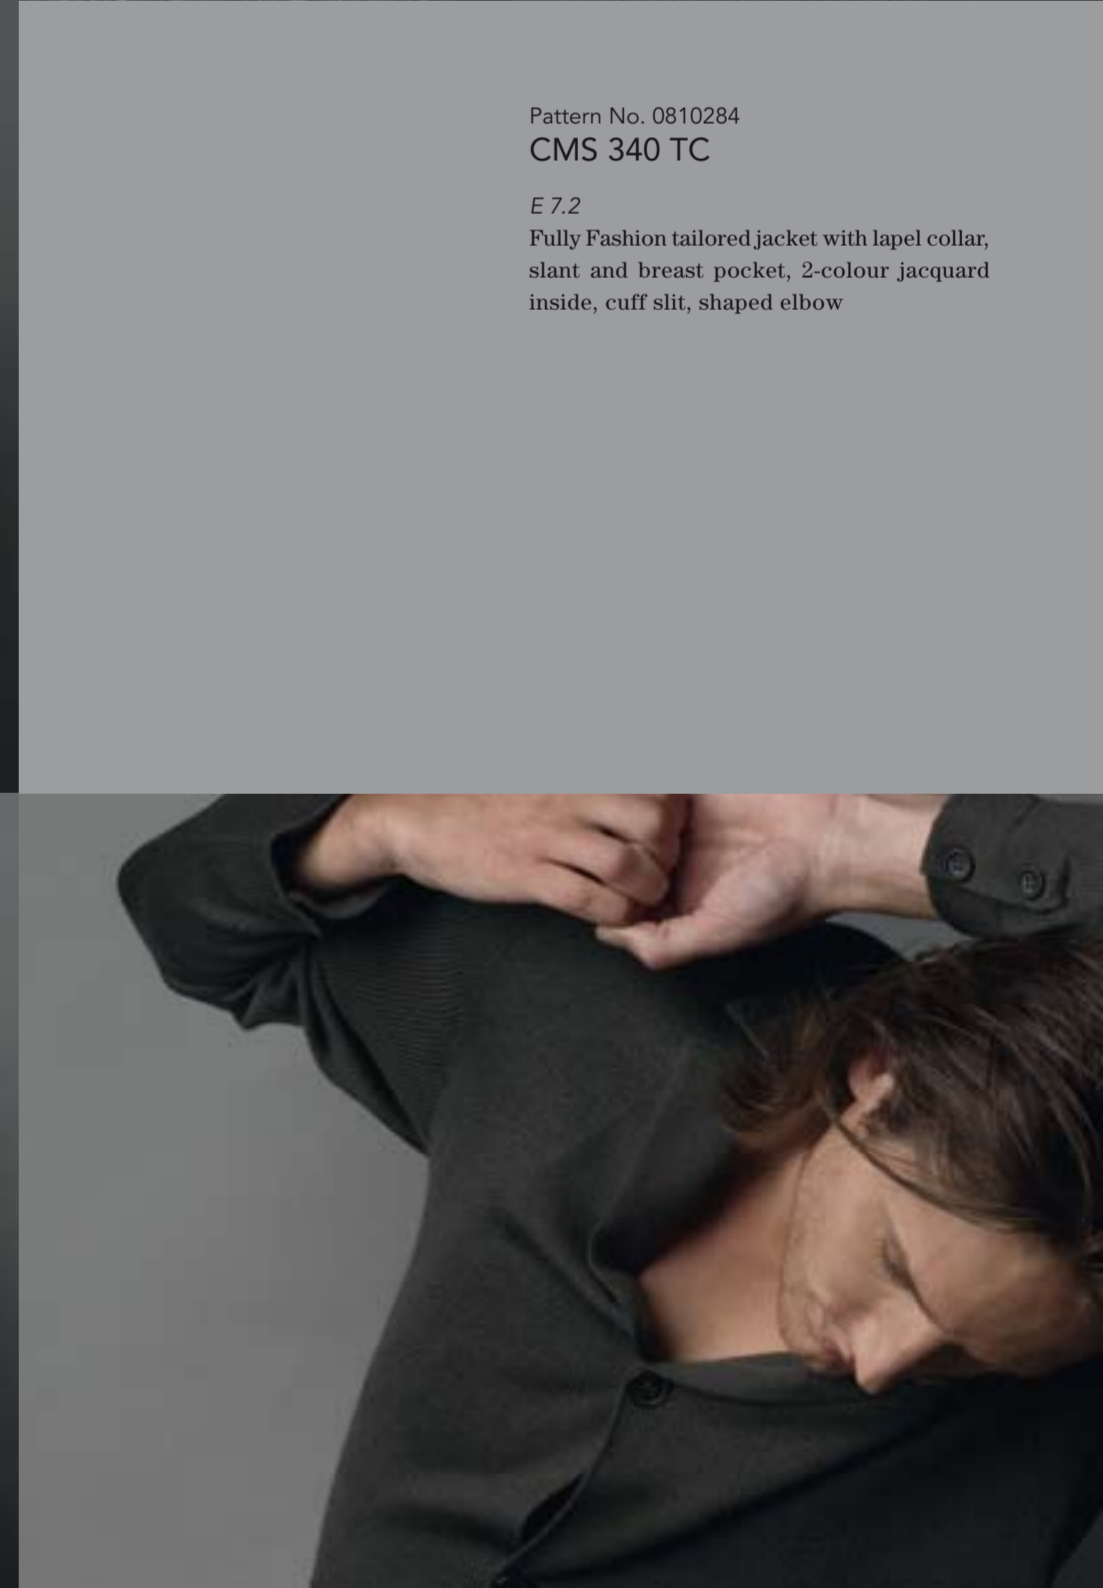 Pattern No. 0810284
CMS 340 TC
E 7.2
Fully Fashion tailored jacket with lapel collar,
slant and breast pocket, 2-colour jacquard
inside, cuff slit, shaped elbow